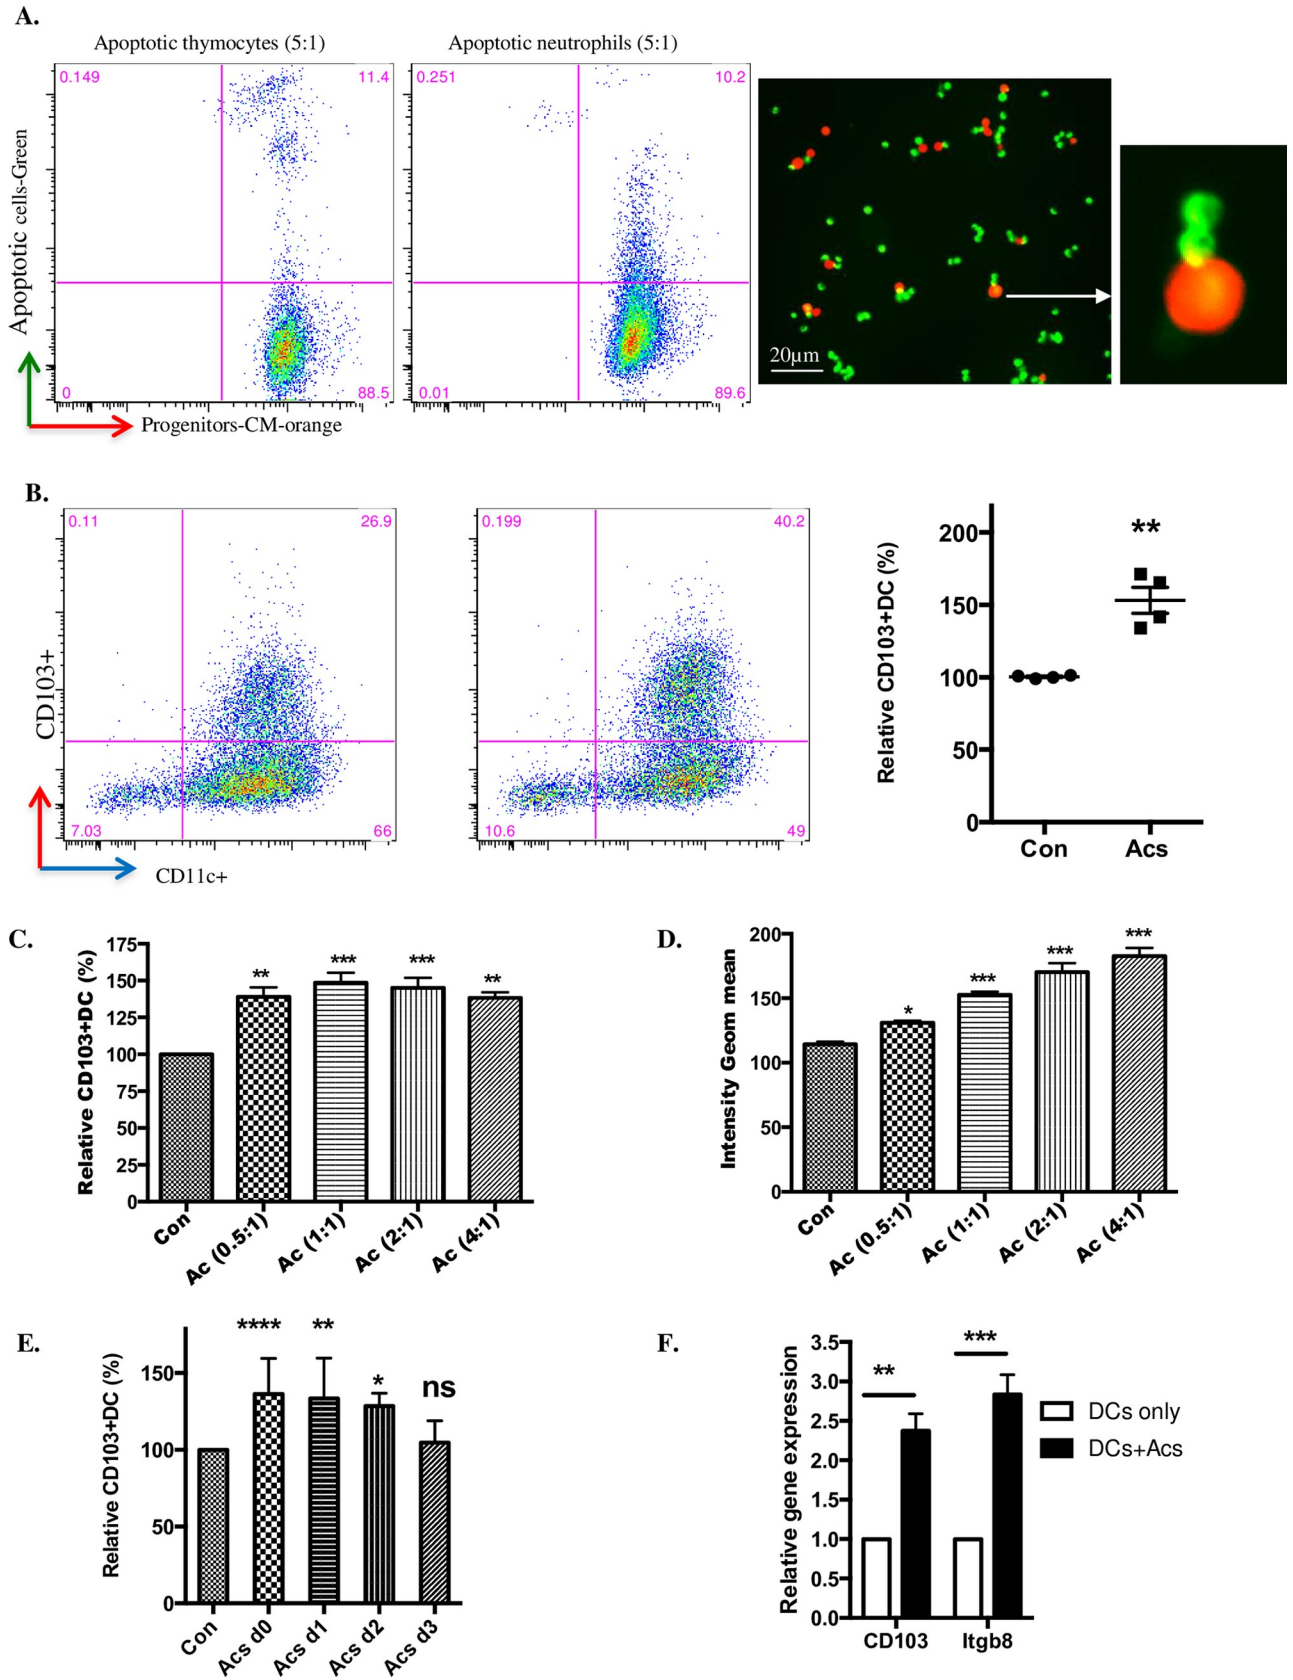 A.
Apoptotic thymocytes (5:1)
Apoptotic neutrophils (5:1)
0.149
11.4
0.251
10.2
Apoptotic cells-Green
0
88.5
0.01
89.6
20µm
Progenitors-CM-orange
B.
0.11
26.9
0.199
40.2
CD103+
7.03
66
10.6
49
CD11c+
Relative CD103+DC (%)
200
150
100
50
0
**
Con
Acs
C.
Relative CD103+DC (%)
175
150
125
100
75
50
25
0
**
***
***
**
Con
Ac (0.5:1)
Ac (1:1)
Ac (2:1)
Ac (4:1)
D.
Intensity Geom mean
200
150
100
50
0
*
***
***
***
Con
Ac (0.5:1)
Ac (1:1)
Ac (2:1)
Ac (4:1)
E.
Relative CD103+DC (%)
150
100
50
0
****
**
*
ns
Con
Acs d0
Acs d1
Acs d2
Acs d3
F.
Relative gene expression
3.5
3.0
2.5
2.0
1.5
1.0
0.5
0.0
**
***
CD103
Itgb8
DCs only
DCs+Acs